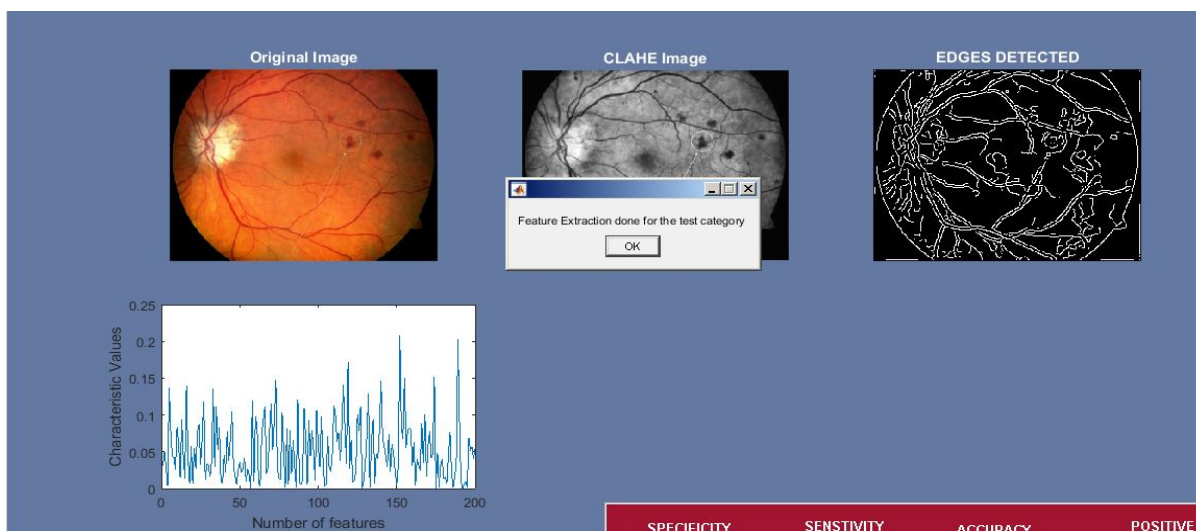 Original Image
CLAHE Image
EDGES DETECTED
Feature Extraction done for the test category
OK
0.25
0.2
0.15
0.1
0.05
0
Characteristic Values
0 50 100 150 200
Number of features
SPECIFICITY SENSTIVITY ACCURACY POSITIVE